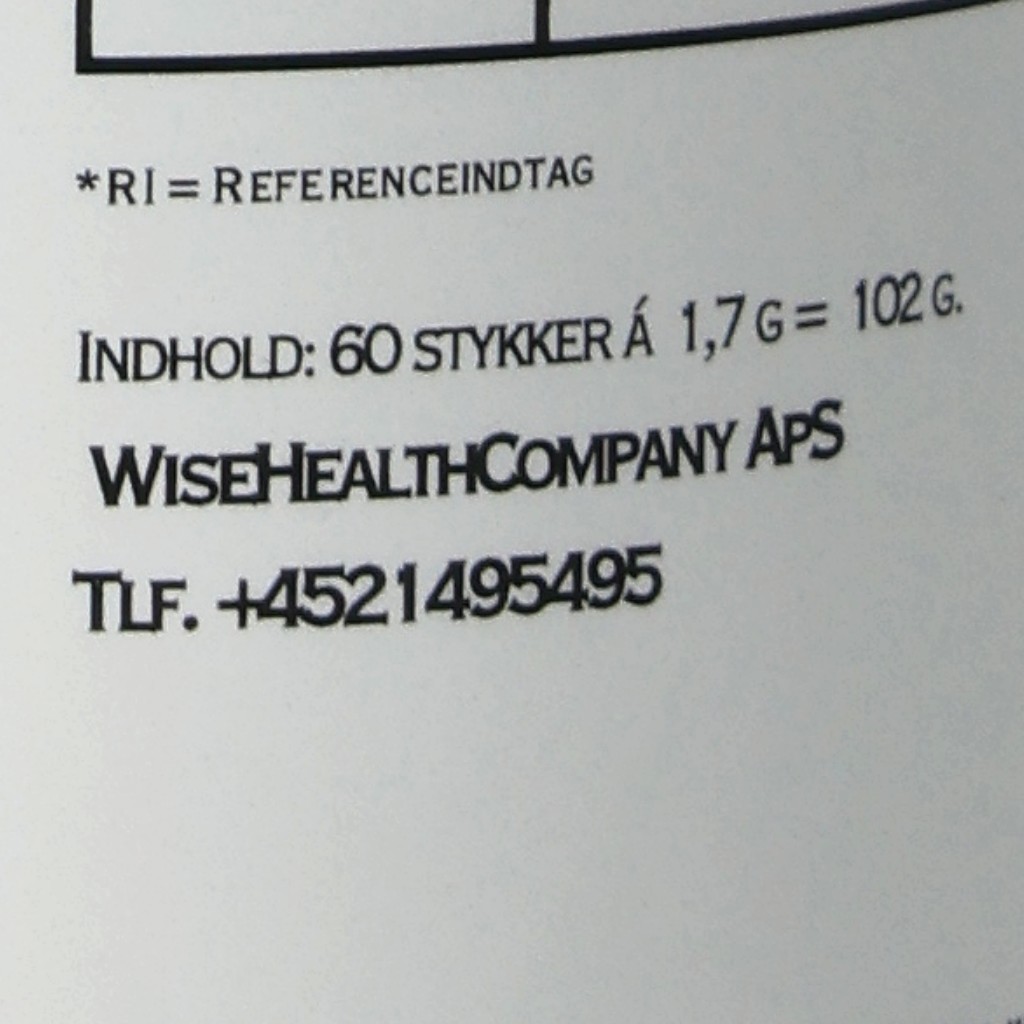 *RI = REFERENCEINDTAG
INDHOLD: 60 STYKKER Á 1,7 G = 102 G.
WISEHEALTHCOMPANY APS
TLF. +4521495495